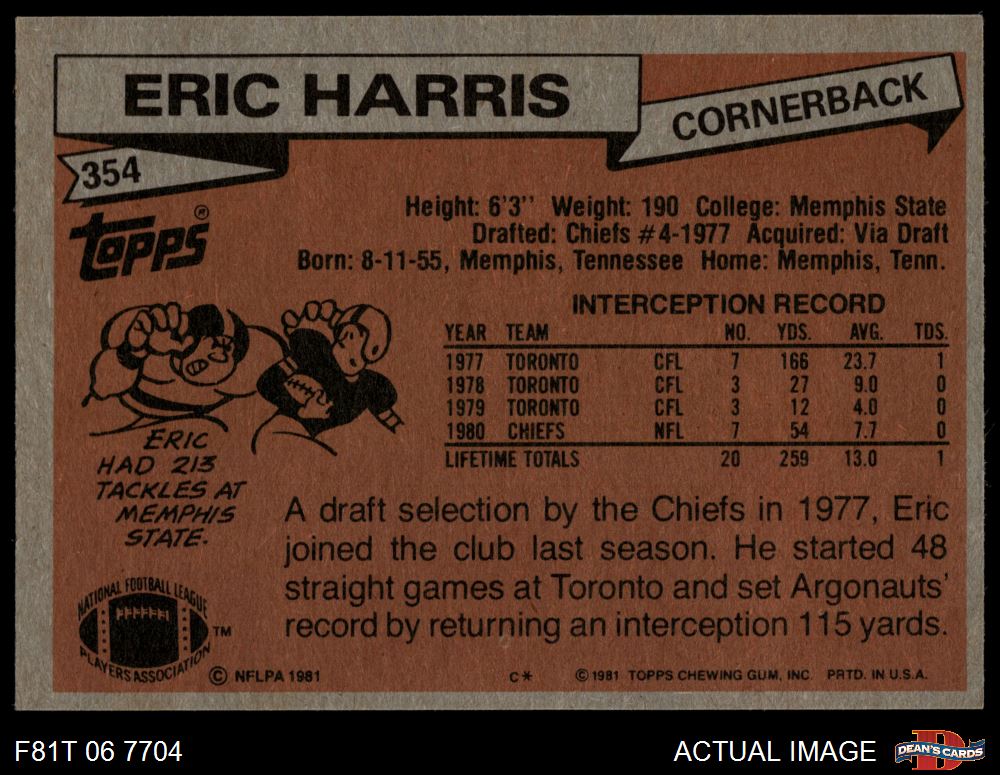 ERIC HARRIS
CORNERBACK
354
TOPPS®
Height: 6'3'' Weight: 190 College: Memphis State
Drafted: Chiefs #4-1977 Acquired: Via Draft
Born: 8-11-55, Memphis, Tennessee Home: Memphis, Tenn.
INTERCEPTION RECORD
YEAR TEAM NO. YDS. AVG. TDS.
1977 TORONTO CFL 7 166 23.7 1
1978 TORONTO CFL 3 27 9.0 0
1979 TORONTO CFL 3 12 4.0 0
1980 CHIEFS NFL 7 54 7.7 0
LIFETIME TOTALS 20 259 13.0 1
ERIC
HAD 213
TACKLES AT
MEMPHIS
STATE.
A draft selection by the Chiefs in 1977, Eric
joined the club last season. He started 48
straight games at Toronto and set Argonauts'
record by returning an interception 115 yards.
NATIONAL FOOTBALL LEAGUE
PLAYERS ASSOCIATION
TM
© NFLPA 1981
C*
© 1981 TOPPS CHEWING GUM, INC. PRTD. IN U.S.A.
F81T 06 7704
ACTUAL IMAGE
D
DEAN'S CARDS